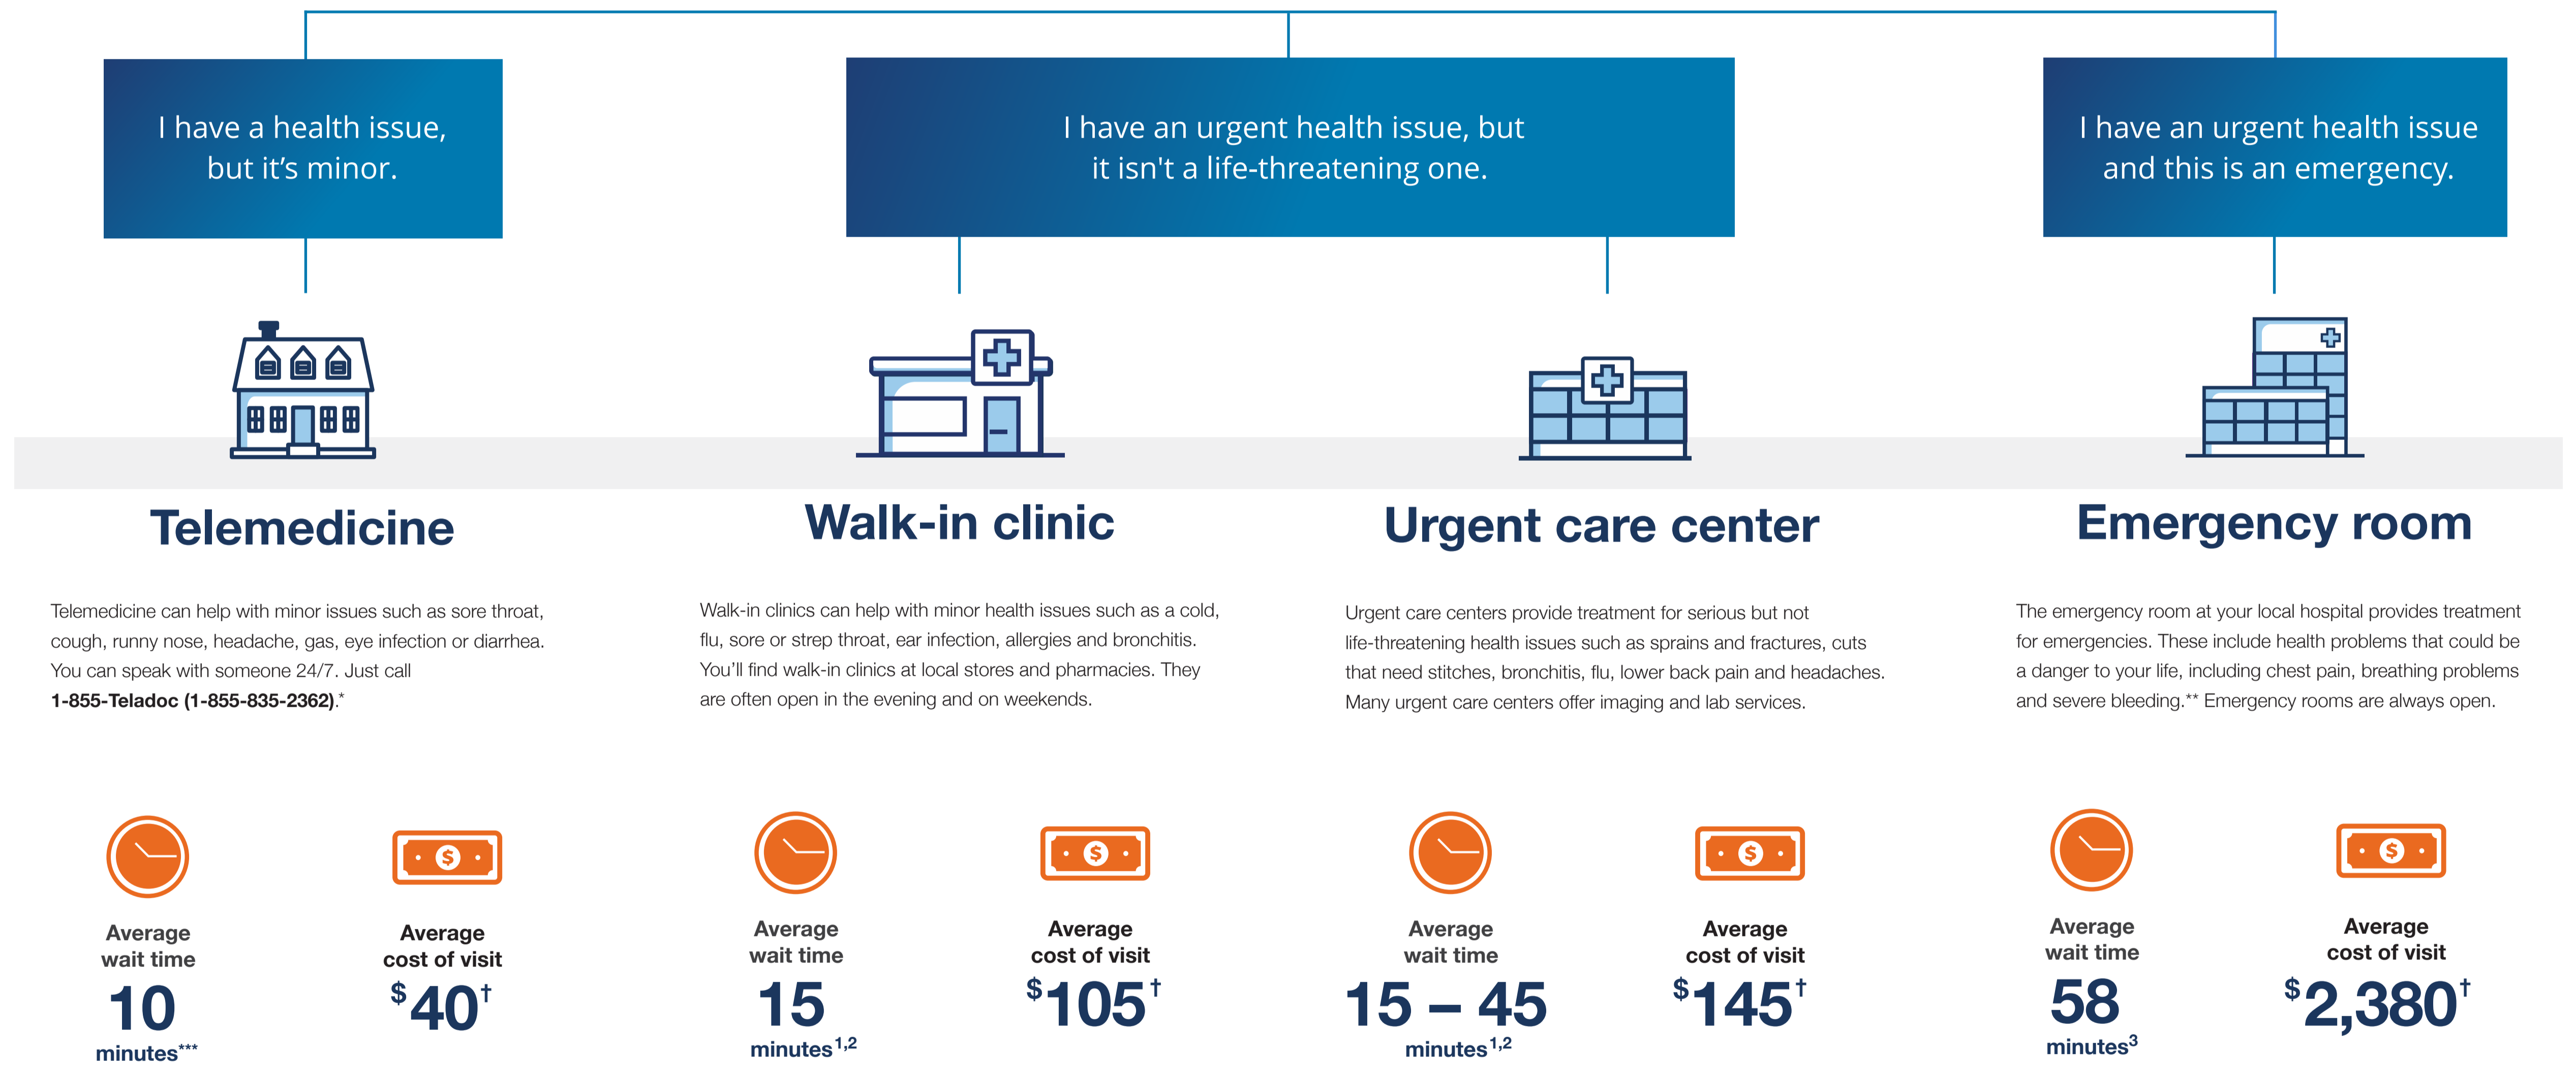 I have a health issue,
but it’s minor.
I have an urgent health issue, but
it isn't a life-threatening one.
I have an urgent health issue
and this is an emergency.
Telemedicine
Telemedicine can help with minor issues such as sore throat,
cough, runny nose, headache, gas, eye infection or diarrhea.
You can speak with someone 24/7. Just call
1-855-Teladoc (1-855-835-2362).*
Average
wait time
10
minutes***
Average
cost of visit
$40†
Walk-in clinic
Walk-in clinics can help with minor health issues such as a cold,
flu, sore or strep throat, ear infection, allergies and bronchitis.
You’ll find walk-in clinics at local stores and pharmacies. They
are often open in the evening and on weekends.
Average
wait time
15
minutes1,2
Average
cost of visit
$105†
Urgent care center
Urgent care centers provide treatment for serious but not
life-threatening health issues such as sprains and fractures, cuts
that need stitches, bronchitis, flu, lower back pain and headaches.
Many urgent care centers offer imaging and lab services.
Average
wait time
15 – 45
minutes1,2
Average
cost of visit
$145†
Emergency room
The emergency room at your local hospital provides treatment
for emergencies. These include health problems that could be
a danger to your life, including chest pain, breathing problems
and severe bleeding.** Emergency rooms are always open.
Average
wait time
58
minutes3
Average
cost of visit
$2,380†